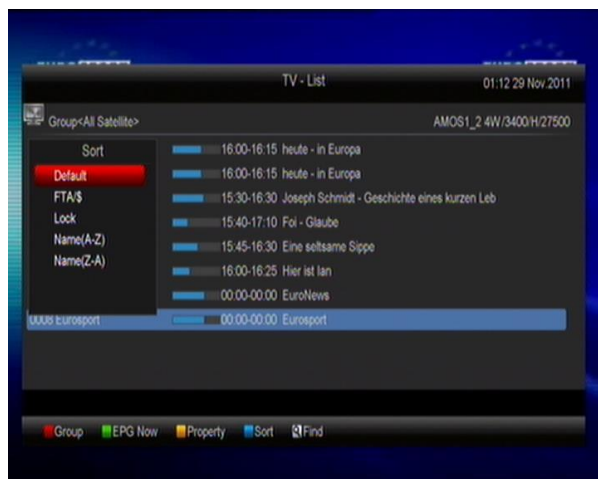 TV - List
01:12 29 Nov.2011
Group<All Satellite>
AMOS1_2 4W/3400/H/27500
Sort
Default
FTA/$
Lock
Name(A-Z)
Name(Z-A)
16:00-16:15 heute - in Europa
16:00-16:15 heute - in Europa
15:30-16:30 Joseph Schmidt - Geschichte eines kurzen Leb
15:40-17:10 Foi - Glaube
15:45-16:30 Eine seltsame Sippe
16:00-16:25 Hier ist Ian
00:00-00:00 EuroNews
0008 Eurosport 00:00-00:00 Eurosport
Group EPG Now Property Sort Find